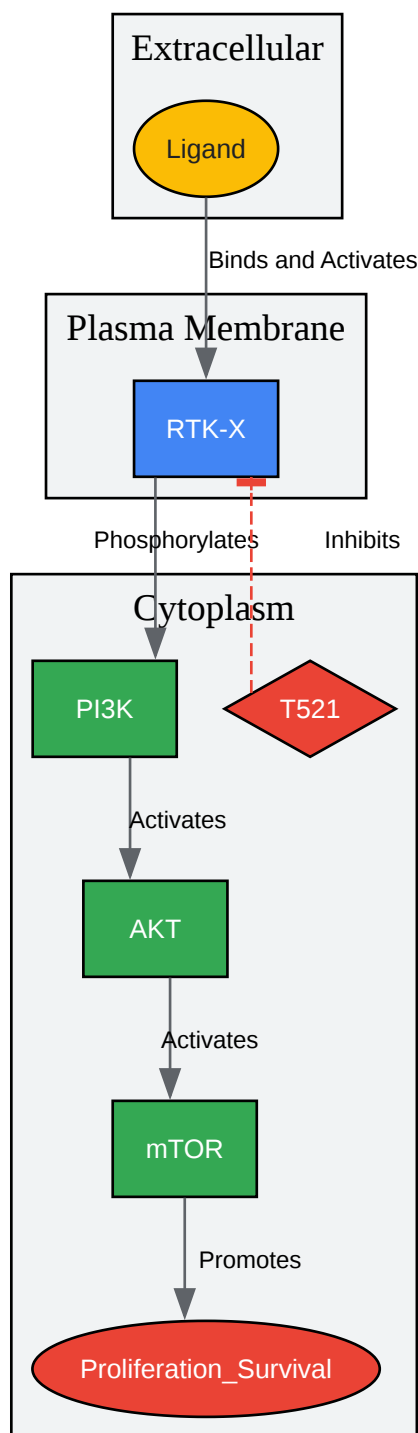 Extracellular
Ligand
Binds and Activates
Plasma Membrane
RTK-X
Phosphorylates
Inhibits
Cytoplasm
PI3K
T521
Activates
AKT
Activates
mTOR
Promotes
Proliferation_Survival